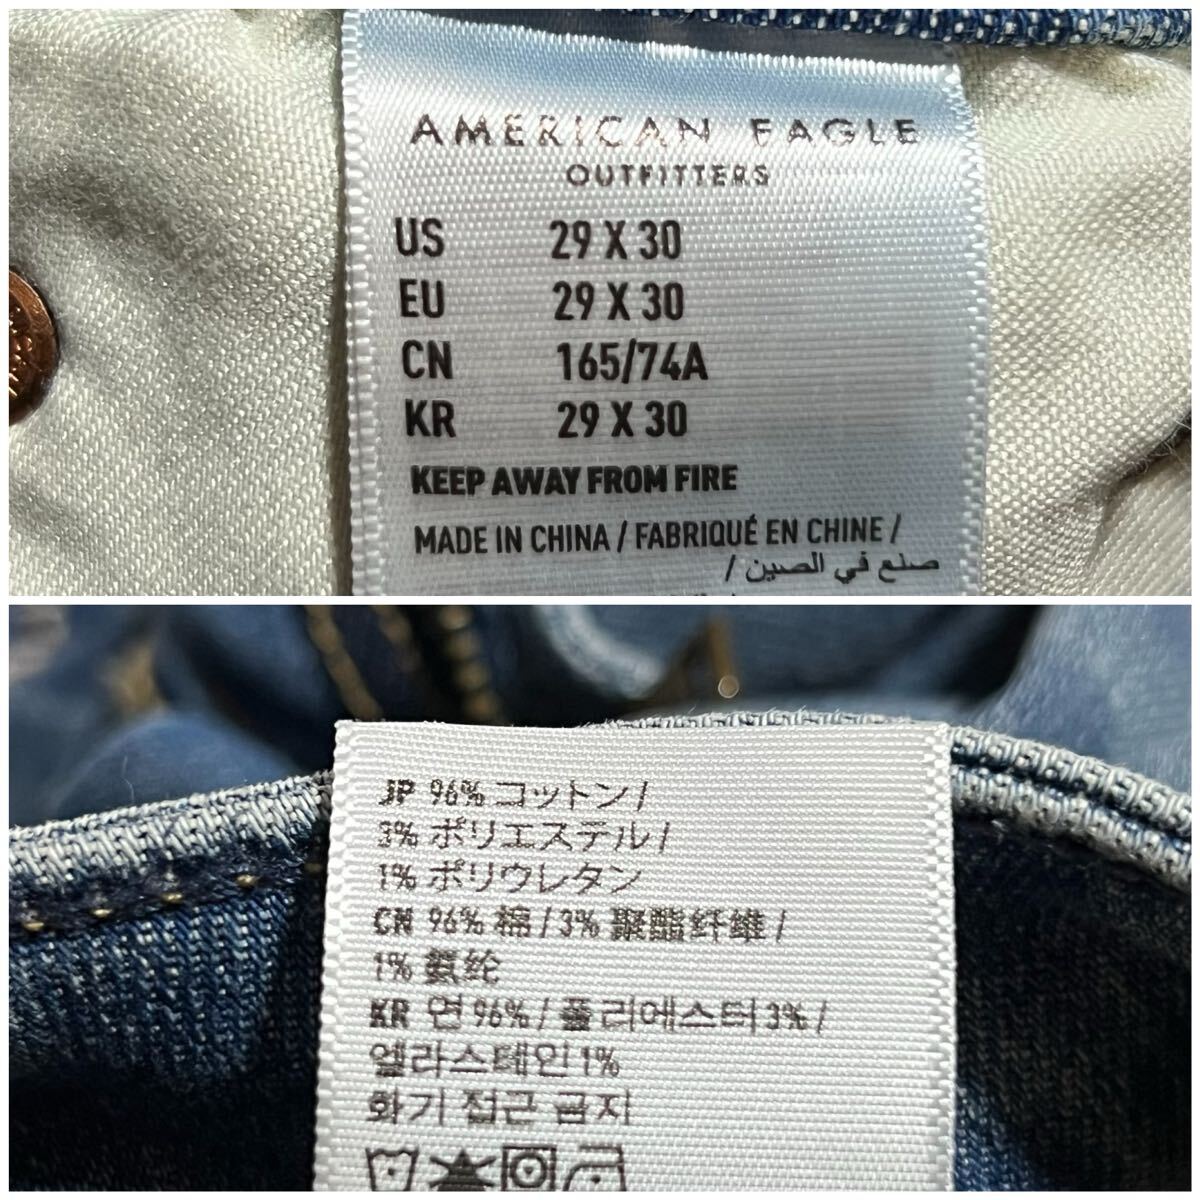 AMERICAN EAGLE
OUTFITTERS
US 29 X 30
EU 29 X 30
CN 165/74A
KR 29 X 30
KEEP AWAY FROM FIRE
MADE IN CHINA / FABRIQUÉ EN CHINE /
صنع في الصين /
JP 96% コットン/
3% ポリエステル/
1% ポリウレタン
CN 96% 棉 / 3% 聚酯纤维 /
1% 氨纶
KR 면 96% / 폴리에스터 3% /
엘라스테인 1%
화기 접근 금지